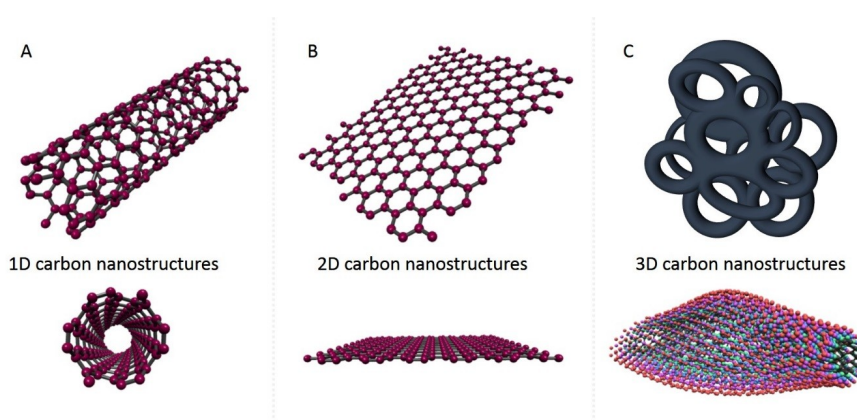 A
B
C
1D carbon nanostructures
2D carbon nanostructures
3D carbon nanostructures